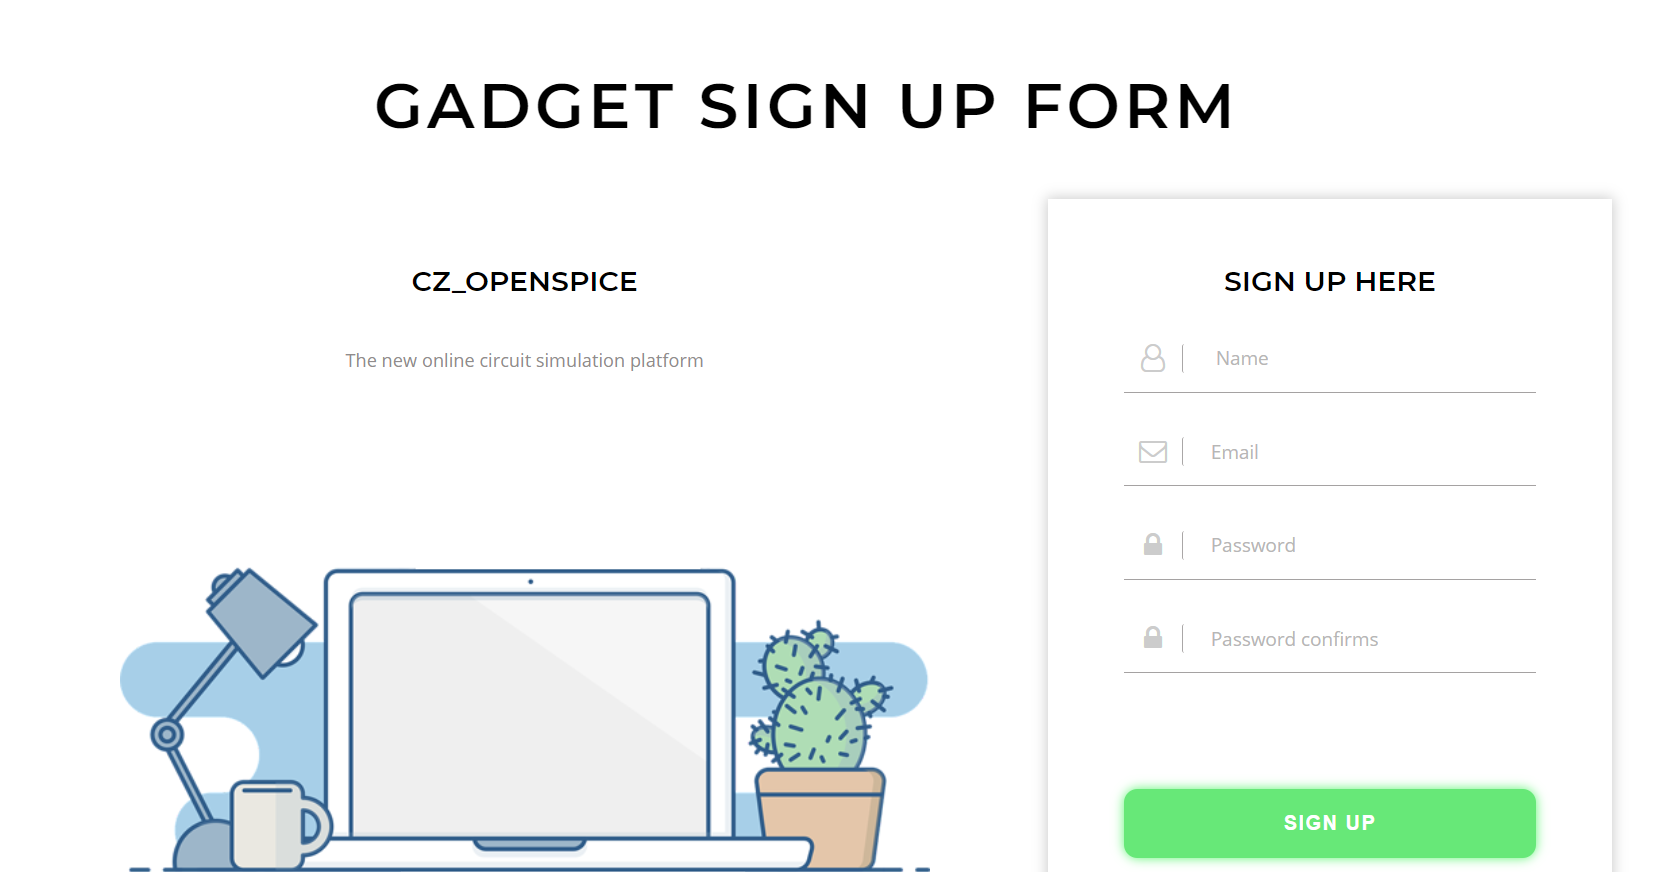 GADGET SIGN UP FORM
CZ_OPENSPICE
The new online circuit simulation platform
SIGN UP HERE
Name
Email
Password
Password confirms
SIGN UP